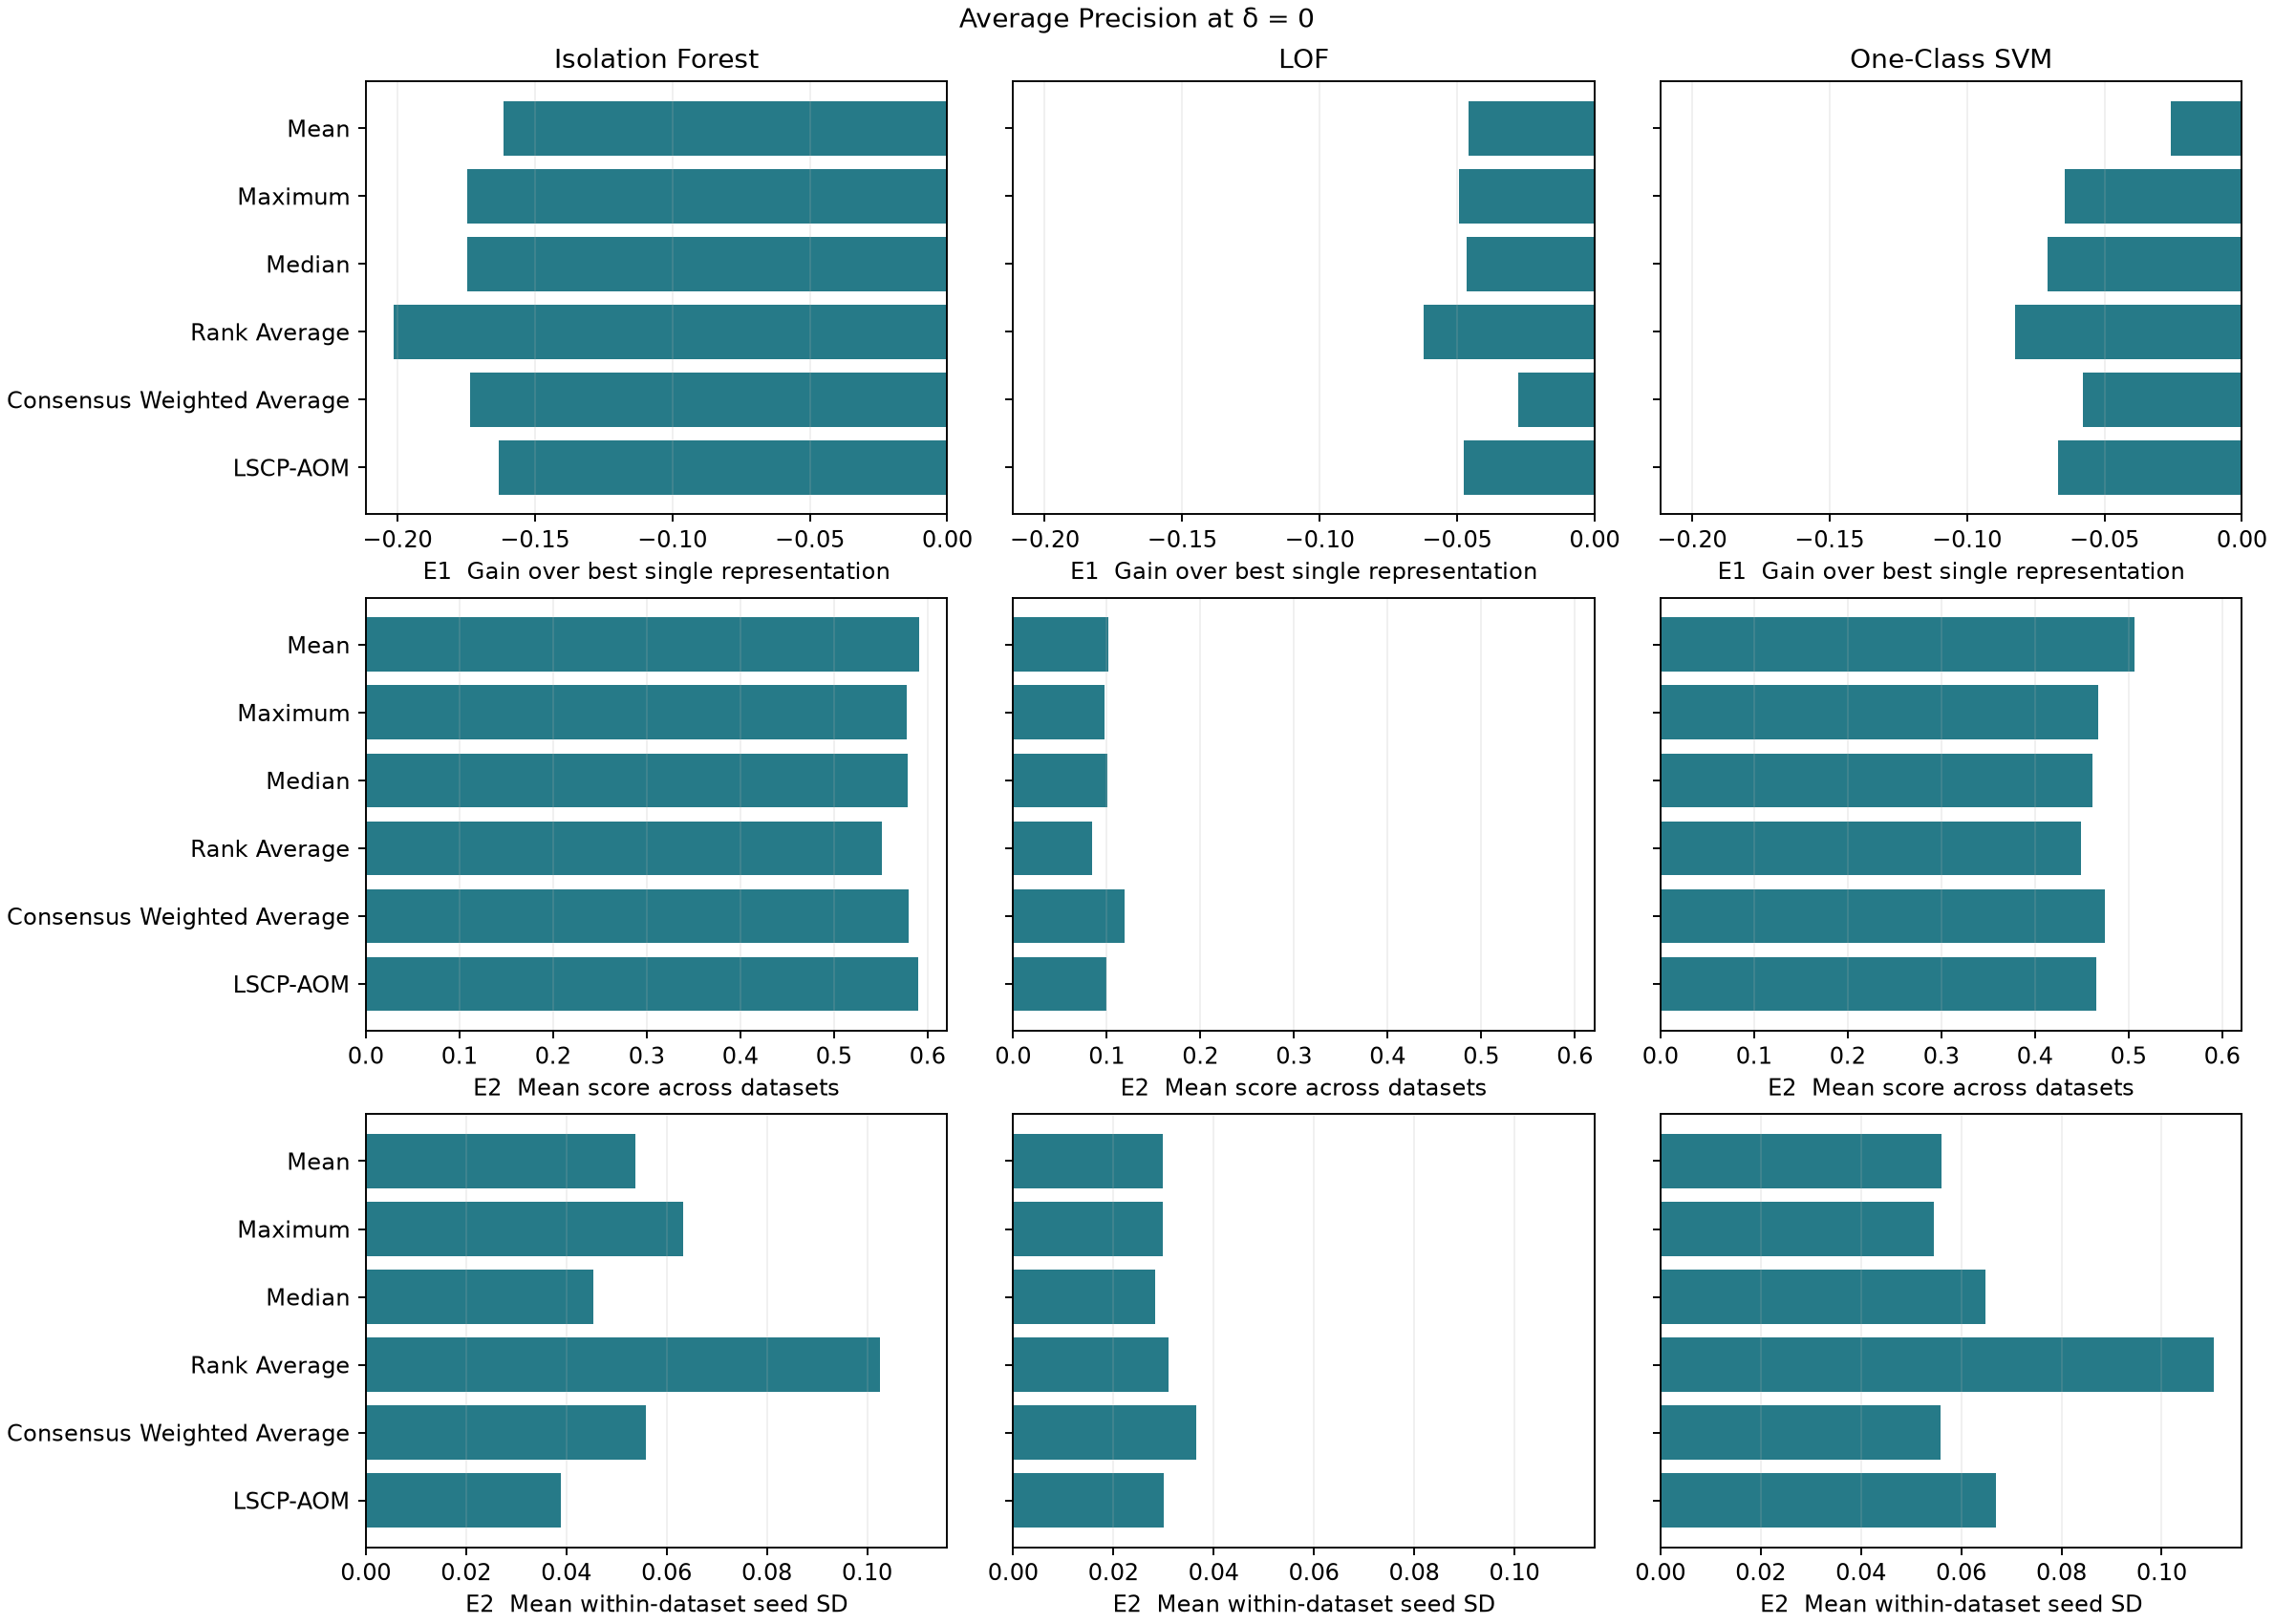 Average Precision at δ = 0
Isolation Forest
LOF
One-Class SVM
Mean
Maximum
Median
Rank Average
Consensus Weighted Average
LSCP-AOM
−0.20 −0.15 −0.10 −0.05 0.00
−0.20 −0.15 −0.10 −0.05 0.00
−0.20 −0.15 −0.10 −0.05 0.00
E1 Gain over best single representation
E1 Gain over best single representation
E1 Gain over best single representation
Mean
Maximum
Median
Rank Average
Consensus Weighted Average
LSCP-AOM
0.0 0.1 0.2 0.3 0.4 0.5 0.6
0.0 0.1 0.2 0.3 0.4 0.5 0.6
0.0 0.1 0.2 0.3 0.4 0.5 0.6
E2 Mean score across datasets
E2 Mean score across datasets
E2 Mean score across datasets
Mean
Maximum
Median
Rank Average
Consensus Weighted Average
LSCP-AOM
0.00 0.02 0.04 0.06 0.08 0.10
0.00 0.02 0.04 0.06 0.08 0.10
0.00 0.02 0.04 0.06 0.08 0.10
E2 Mean within-dataset seed SD
E2 Mean within-dataset seed SD
E2 Mean within-dataset seed SD